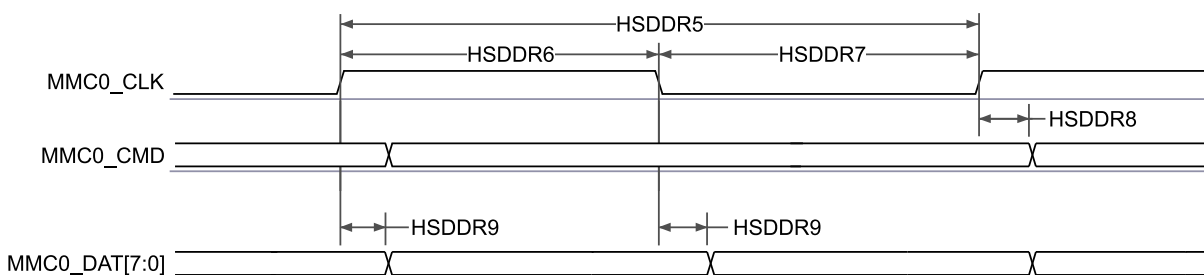 HSDDR5
HSDDR6 HSDDR7
MMC0_CLK
HSDDR8
MMC0_CMD
HSDDR9 HSDDR9
MMC0_DAT[7:0]